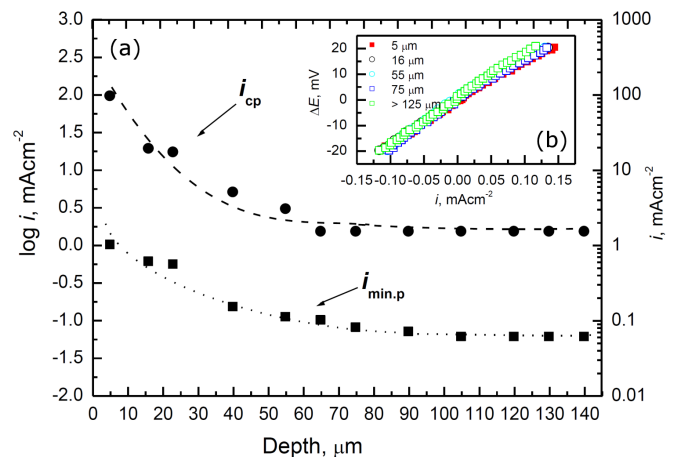 (a)
3.0
2.5
2.0
1.5
1.0
0.5
0.0
-0.5
-1.0
-1.5
-2.0
log i, mAcm-2
1000
100
10
1
0.1
0.01
i, mAcm-2
0 5 10 20 30 40 50 60 70 80 90 100 110 120 130 140
Depth, μm
icp
imin.p
(b)
5 μm
16 μm
55 μm
75 μm
> 125 μm
20
10
0
-10
-20
ΔE, mV
-0.15 -0.10 -0.05 0.00 0.05 0.10 0.15
i, mAcm-2